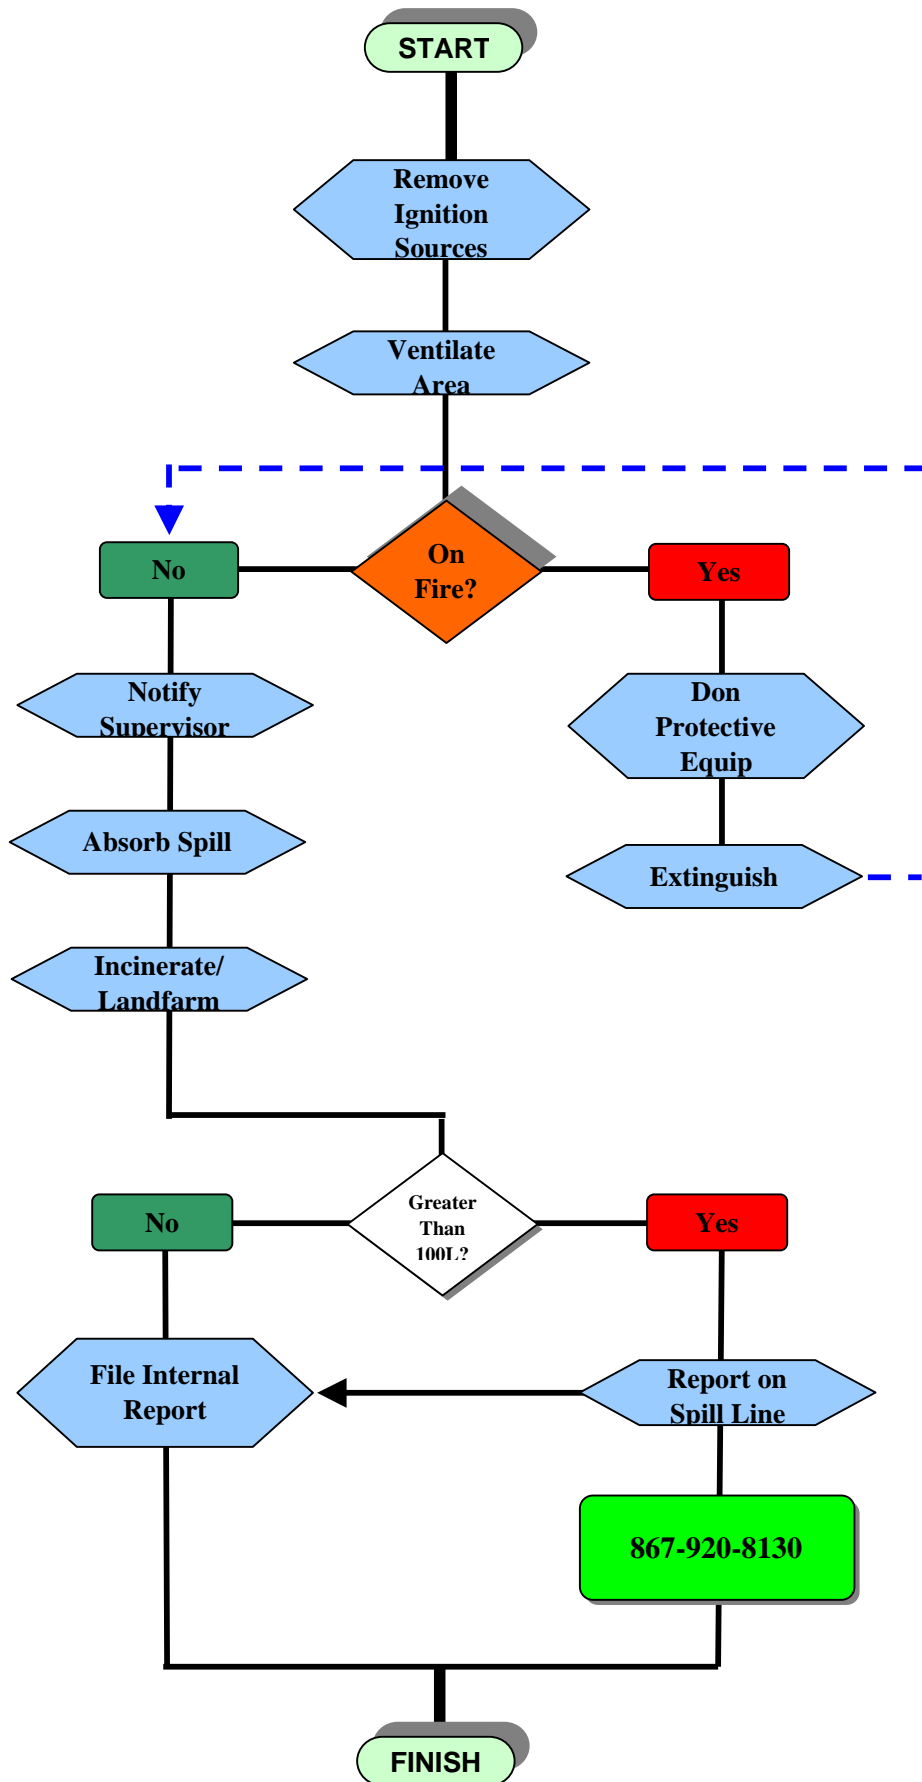 START
Remove
Ignition
Sources
Ventilate
Area
On
Fire?
No
Yes
Notify
Supervisor
Don
Protective
Equip
Absorb Spill
Extinguish
Incinerate/
Landfarm
Greater
Than
100L?
No
Yes
File Internal
Report
Report on
Spill Line
867-920-8130
FINISH